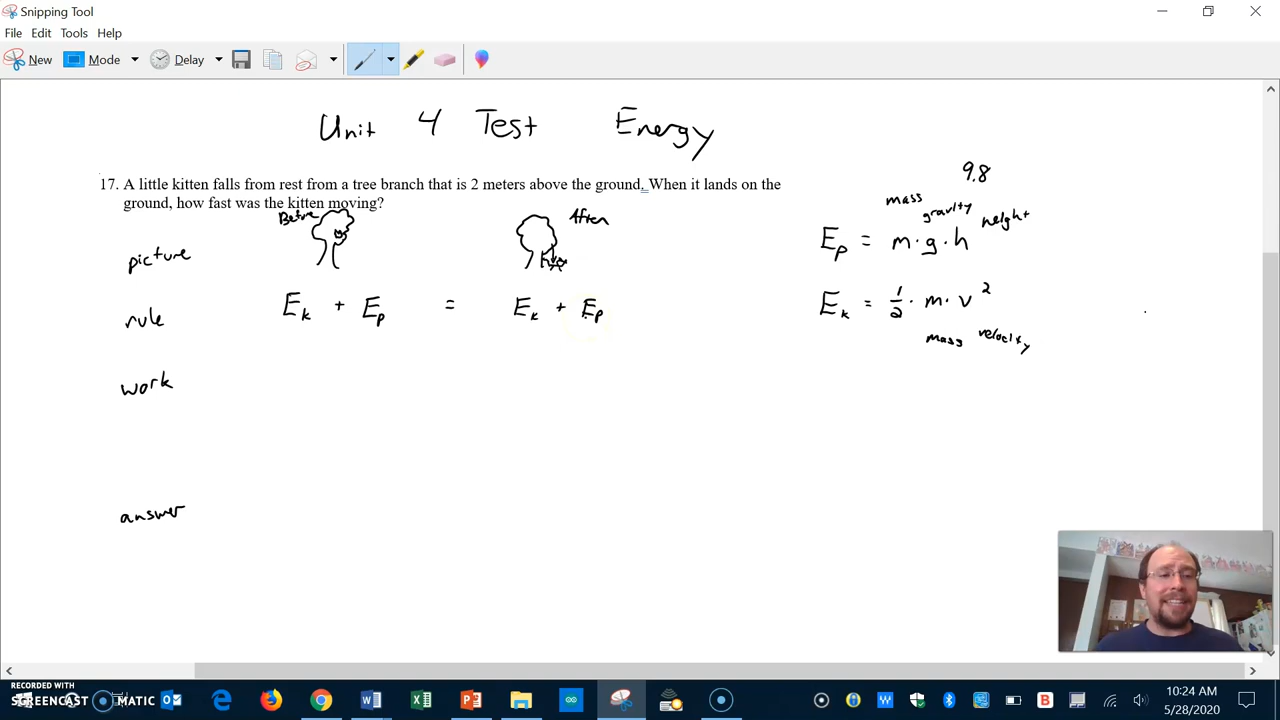 Snipping Tool
File Edit Tools Help
New Mode Delay
Unit 4 Test Energy
17. A little kitten falls from rest from a tree branch that is 2 meters above the ground. When it lands on the
ground, how fast was the kitten moving?
9.8
mass gravity height
Before After
Ep = m·g·h
picture
Ek + Ep = Ek + Ep
Ek = 1/2 · m · v²
rule
mass velocity
work
answer
RECORDED WITH
SCREENCAST MATIC
10:24 AM
5/28/2020